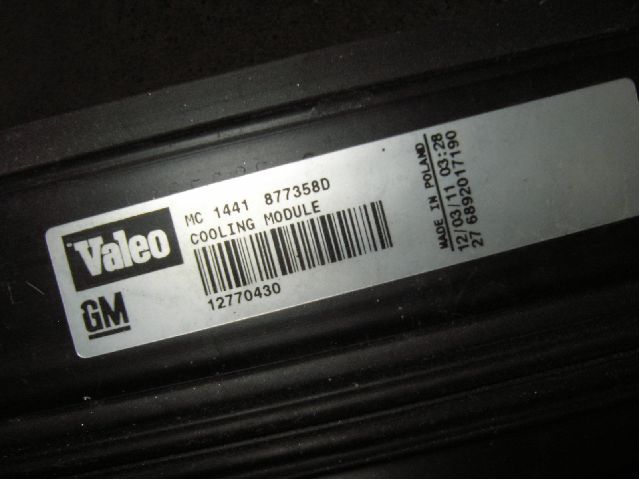 Valeo
GM
MC 1441 877358D
COOLING MODULE
12770430
MADE IN POLAND
12/03/11 03:28
27 6892017190